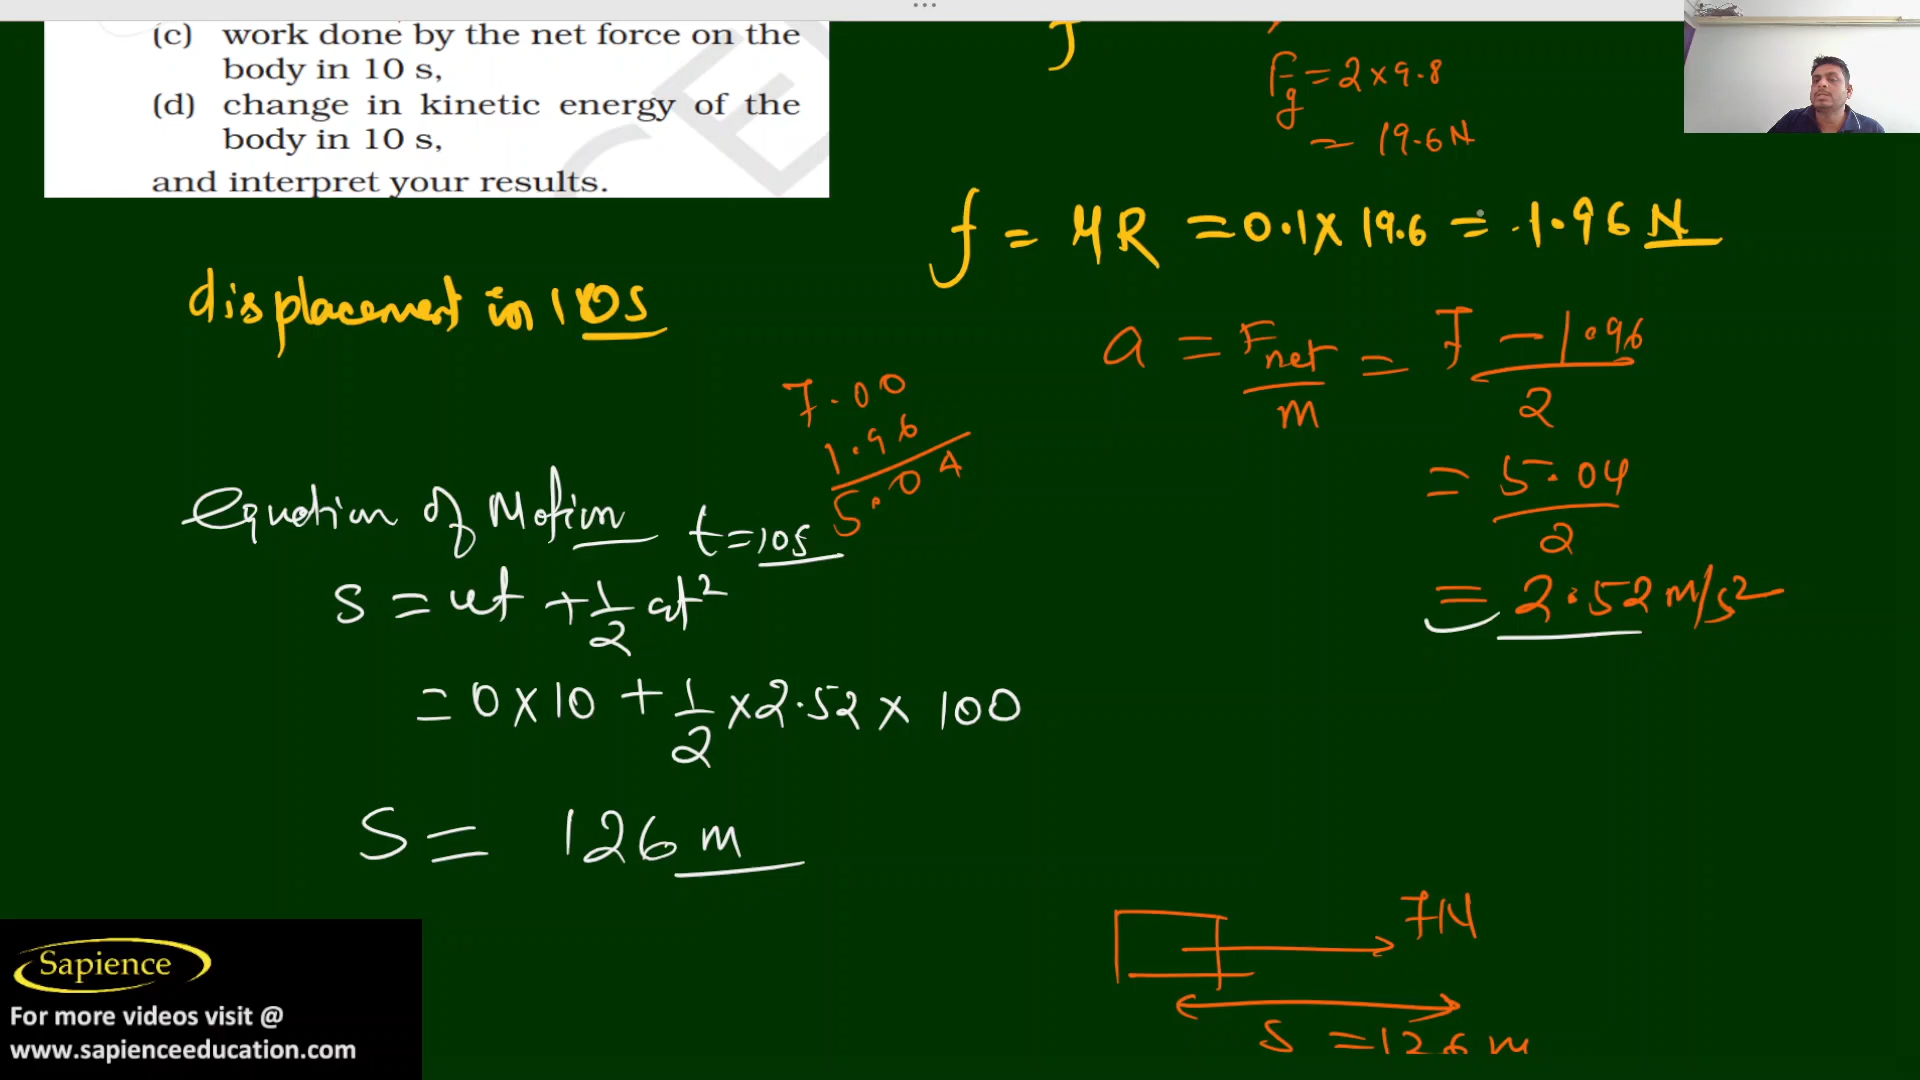 (c) work done by the net force on the
body in 10 s,
(d) change in kinetic energy of the
body in 10 s,
and interpret your results.
f
Fg = 2 × 9.8
= 19.6 N
f = μR = 0.1 × 19.6 = 1.96 N
displacement in 10s
a = Fnet/m = 7 - 1.96/2
7.00
1.96
5.04
= 5.04/2
= 2.52 m/s²
equation of Motion t = 10s
S = ut + 1/2 at²
= 0 × 10 + 1/2 × 2.52 × 100
S = 126 m
7N
S = 126 m
Sapience
For more videos visit @
www.sapienceeducation.com